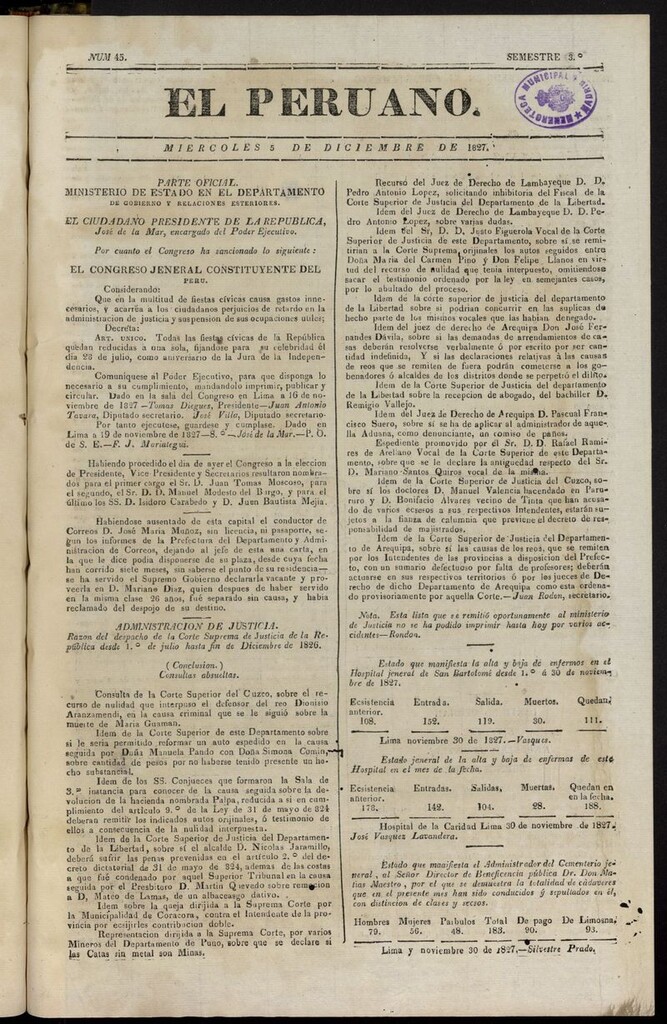 NUM 45.
SEMESTRE 3.º
EL PERUANO.
HEMEROTECA MUNICIPAL MADRID
MIERCOLES 5 DE DICIEMBRE DE 1827.
PARTE OFICIAL.
MINISTERIO DE ESTADO EN EL DEPARTAMENTO
DE GOBIERNO Y RELACIONES ESTERIORES.
EL CIUDADANO PRESIDENTE DE LA REPUBLICA,
José de la Mar, encargado del Poder Ejecutivo.
Por cuanto el Congreso ha sancionado lo siguiente:
EL CONGRESO JENERAL CONSTITUYENTE DEL
PERU.
Considerando:
Que en la multitud de fiestas cívicas causa gastos inne-
cesarios, y acarréa a los ciudadanos perjuicios de retardo en la
administracion de justicia y suspension de sus ocupaciones utiles;
Decreta:
ART. UNICO. Todas las fiestas cívicas de la República
quedan reducidas a una sola, fijandose para su celebridad el
dia 28 de julio, como aniversario de la Jura de la Indepen-
dencia.
Comuniquese al Poder Ejecutivo, para que disponga lo
necesario a su cumplimiento, mandandolo imprimir, publicar y
circular. Dado en la sala del Congreso en Lima a 16 de no-
viembre de 1827—Tomas Dieguez, Presidente—Juan Antonio
Tavara, Diputado secretario. José Villa, Diputado secretario.
Por tanto ejecutese, guardese y cumplase. Dado en
Lima a 19 de noviembre de 1827—8.º—José de la Mar.—P. O.
de S. E.—F. J. Mariategui.
Habiendo procedido el dia de ayer el Congreso a la eleccion
de Presidente, Vice Presidente y Secretarios resultaron nombra-
dos para el primer cargo el Sr. D. Juan Tomas Moscoso, para
el segundo, el Sr. D. D. Manuel Modesto del Burgo, y para el
último los SS. D. Isidoro Carabedo y D. Juan Bautista Mejia.
Habiendose ausentado de esta capital el conductor de
Correos D. José Maria Muñoz, sin licencia, ni pasaporte, se-
gun los informes de la Prefectura del Departamento y Admi-
nistracion de Correos, dejando al jefe de esta una carta, en
la que le dice podia disponerse de su plaza, desde cuya fecha
han corrido siete meses, sin saberse el punto de su residencia—
se ha servido el Supremo Gobierno declararla vacante y pro-
veerla en D. Mariano Diez, quien despues de haber servido
en la misma clase 26 años, fué separado sin causa, y habia
reclamado del despojo de su destino.
ADMINISTRACION DE JUSTICIA.
Razon del despacho de la Corte Suprema de Justicia de la Re-
pública desde 1.º de julio hasta fin de Diciembre de 1826.
(Conclusion.)
Consultas absueltas.
Consulta de la Corte Superior del Cuzco, sobre el re-
curso de nulidad que interpuso el defensor del reo Dionisio
Aranzamendi, en la causa criminal que se le siguió sobre la
muerte de Maria Guaman.
Idem de la Corte Superior de este Departamento sobre
si le seria permitido reformar un auto espedido en la causa
seguida por Duña Manuela Pando con Doña Simona Comun,
sobre cantidad de pesos por no haberse tenido presente un he-
cho substancial.
Idem de los SS. Conjueces que formaron la Sala de
3.ª instancia para conocer de la causa seguida sobre la de-
volucion de la hacienda nombrada Palpa, reducida a si en cum-
plimiento del artículo 9.º de la Ley de 31 de mayo de 824
deberan remitir los indicados autos orijinales, ó testimonio de
ellos a consecuencia de la nulidad interpuesta.
Idem de la Corte Superior de Justicia del Departamen-
to de la Libertad, sobre sí el alcalde D. Nicolas Jaramillo,
deberá sufrir las penas prevenidas en el artículo 2.º del de-
creto dictatorial de 31 de mayo de 824, ademas de las costas
a que fué condenado por aquel Superior Tribunal en la causa
seguida por el Presbitero D. Martin Quevedo sobre remision
a D. Mateo de Lamas, de un albaceasgo dativo.
Idem sobre la queja dirijida a la Suprema Corte por
la Municipalidad de Coracora, contra el Intendente de la pro-
vincia por ecsijirles contribucion doble.
Representacion dirijida a la Suprema Corte, por varios
Mineros del Departamento de Puno, sobre que se declare si
las Catas sin metal son Minas.
Recurso del Juez de Derecho de Lambayeque D. D.
Pedro Antonio Lopez, solicitando inhibitoria del Fiscal de la
Corte Superior de Justicia del Departamento de la Libertad.
Idem del Juez de Derecho de Lambayeque D. D. Pe-
dro Antonio Lopez, sobre varias dudas.
Idem del Sr. D. D. Justo Figuerola Vocal de la Corte
Superior de Justicia de este Departamento, sobre si se remi-
tirian a la Corte Suprema, orijinales los autos seguidos entre
Doña Maria del Carmen Pino y Don Felipe Llanos en vir-
tud del recurso de nulidad que tenia interpuesto, omitiendose
sacar el testimonio ordenado por la ley en semejantes casos,
por lo abultado del proceso.
Idem de la córte superior de justicia del departamento
de la Libertad sobre si podrian concurrir en las suplicas de
hecho parte de los mísinos vocales que las habian denegado.
Idem del juez de derecho de Arequipa Don José Fer-
nandes Dávila, sobre si las demandas de arrendamientos de ca-
sas deberán resolverse verbalmente ó por escrito por ser can-
tidad indefinida, Y si las declaraciones relativas á las causas
de reos que se remiten de fuera podrán cometerse a los go-
bernadores ó alcaldes de los distritos donde se perpetró el delito.
Idem de la Corte Superior de Justicia del departamento
de la Libertad sobre la recepcion de abogado, del bachiller D.
Remigio Vallejo.
Idem del Juez de Derecho de Arequipa D. Pascual Fran-
cisco Suero, sobre sí se ha de aplicar al administrador de aque-
lla Aduana, como denunciante, un comiso de paños.
Espediente promovido por el Sr. D. D. Rafael Rami-
res de Arellano Vocal de la Corte Superior de este Departa-
mento, sobre que se le declare la antiguedad respecto del Sr.
D. Mariano Santos Quiros vocal de la misma.
Idem de la Corte Superior de Justicia del Cuzco, so-
bre si los doctores D. Manuel Valencia hacendado en Paru-
ro y D. Bonifacio Alvares vecino de Tinta que han acusa-
do de varios ecsesos a sus respectivos Intendentes, estarán suje-
tos a la fianza de calumnia que previene el decreto de res-
ponsabilidad de majistrados.
Idem de la Corte Superior de Justicia del Departamen-
to de Arequipa, sobre sí las causas de los reos, que se remiten
por los Intendentes de las provincias a disposicion del Prefec-
to, con un sumario defectuoso por falta de profesores; deberán
actuarse en sus respectivos territorios ó por los jueces de De-
recho de dicho Departamento de Arequipa como esta ordena-
do provisoriamente por aquella Corte.—Juan Rodon, secretario.
Nota. Esta lista que se remitió oportunamente al ministerio
de Justicia no se ha podido imprimir hasta hoy por varios ac-
cidentes—Rondon.
Estado que manifiesta la alta y baja de enfermos en el
Hospital jeneral de San Bartolomé desde 1.º á 30 de noviem-
bre de 1827.
Ecsistencia Entrada. Salida. Muertos. Quedan.
anterior.
108. 152. 119. 30. 111.
Lima noviembre 30 de 1827.—Vasques.
Estado jeneral de la alta y baja de enfermas de este
Hospital en el mes de la fecha.
Ecsistencia Entradas. Salidas. Muertas. Quedan en
anterior. en la fecha.
178. 142. 104. 28. 188.
Hospital de la Caridad Lima 30 de noviembre de 1827.
José Vasquez Lavandera.
Estado que manifiesta el Administrador del Cementerio je-
neral, al Señor Director de Beneficencia pública Dr. Don Ma-
tias Maestro, por el que se demuestra la totalidad de cadáveres
que en el presente mes han sido conducidos y sepultados en él,
con distincion de clases y secsos.
Hombres Mujeres Parbulos Total De pago De Limosna.
79. 56. 48. 183. 90. 93.
Lima y noviembre 30 de 1827.—Silvestre Prado.